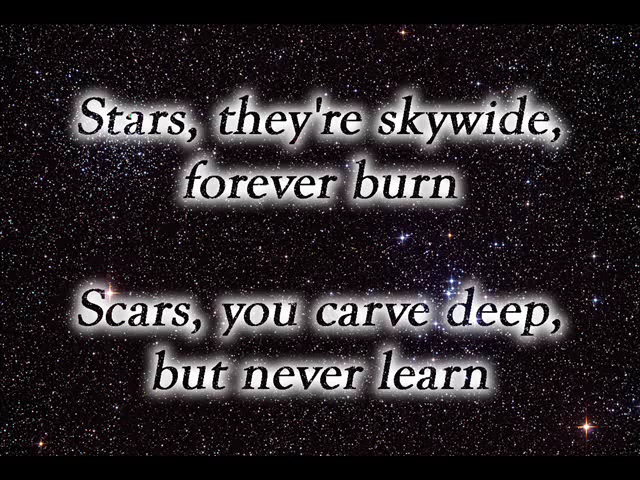 Stars, they're skywide,
forever burn
Scars, you carve deep,
but never learn